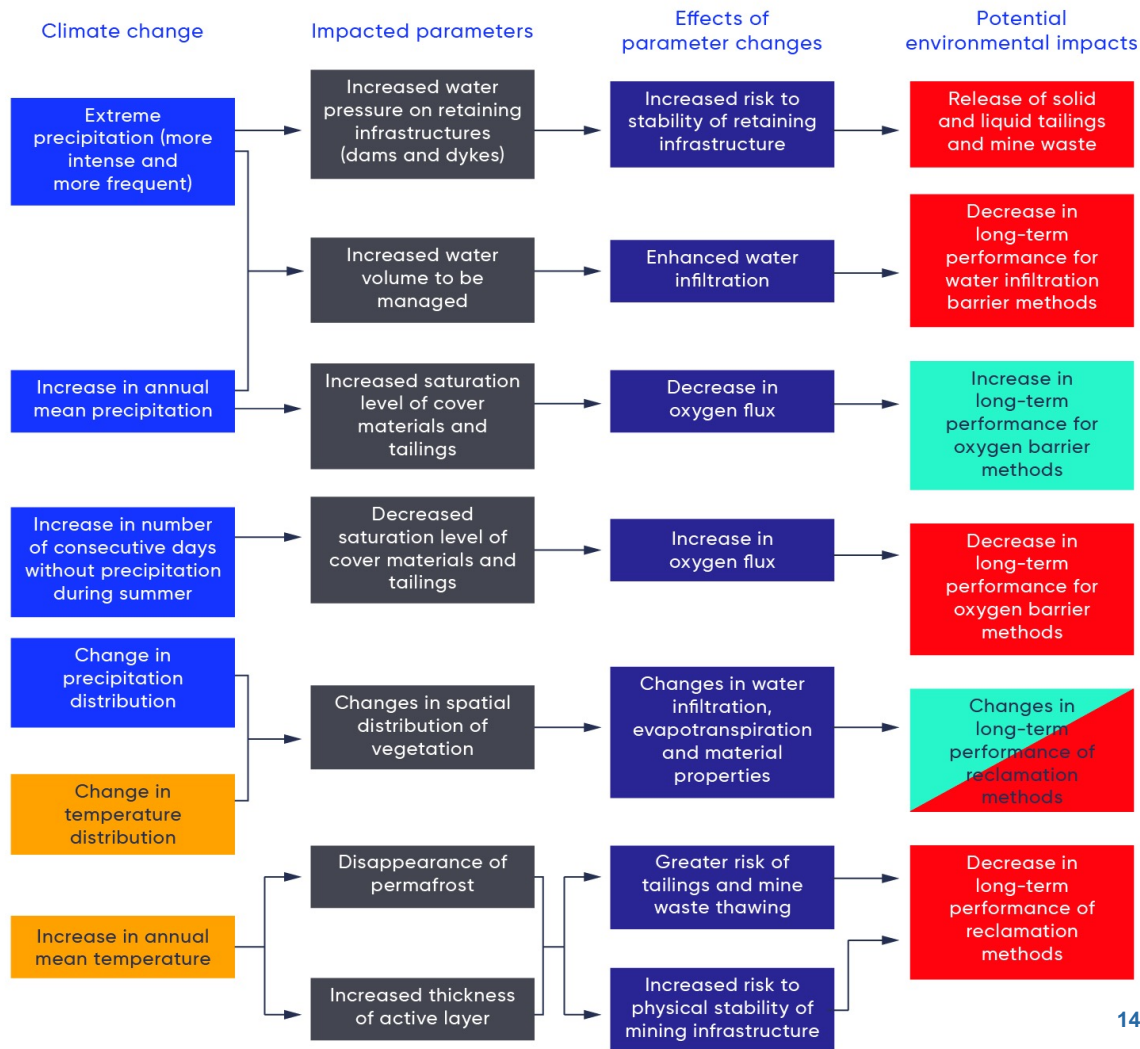 Climate change
Impacted parameters
Effects of
parameter changes
Potential
environmental impacts
Extreme
precipitation (more
intense and
more frequent)
Increased water
pressure on retaining
infrastructures
(dams and dykes)
Increased risk to
stability of retaining
infrastructure
Release of solid
and liquid tailings
and mine waste
Increased water
volume to be
managed
Enhanced water
infiltration
Decrease in
long-term
performance for
water infiltration
barrier methods
Increase in annual
mean precipitation
Increased saturation
level of cover
materials and
tailings
Decrease in
oxygen flux
Increase in
long-term
performance for
oxygen barrier
methods
Increase in number
of consecutive days
without precipitation
during summer
Decreased
saturation level of
cover materials and
tailings
Increase in
oxygen flux
Decrease in
long-term
performance for
oxygen barrier
methods
Change in
precipitation
distribution
Change in
temperature
distribution
Changes in spatial
distribution of
vegetation
Changes in water
infiltration,
evapotranspiration
and material
properties
Changes in
long-term
performance of
reclamation
methods
Increase in annual
mean temperature
Disappearance of
permafrost
Increased thickness
of active layer
Greater risk of
tailings and mine
waste thawing
Increased risk to
physical stability of
mining infrastructure
Decrease in
long-term
performance of
reclamation
methods
14